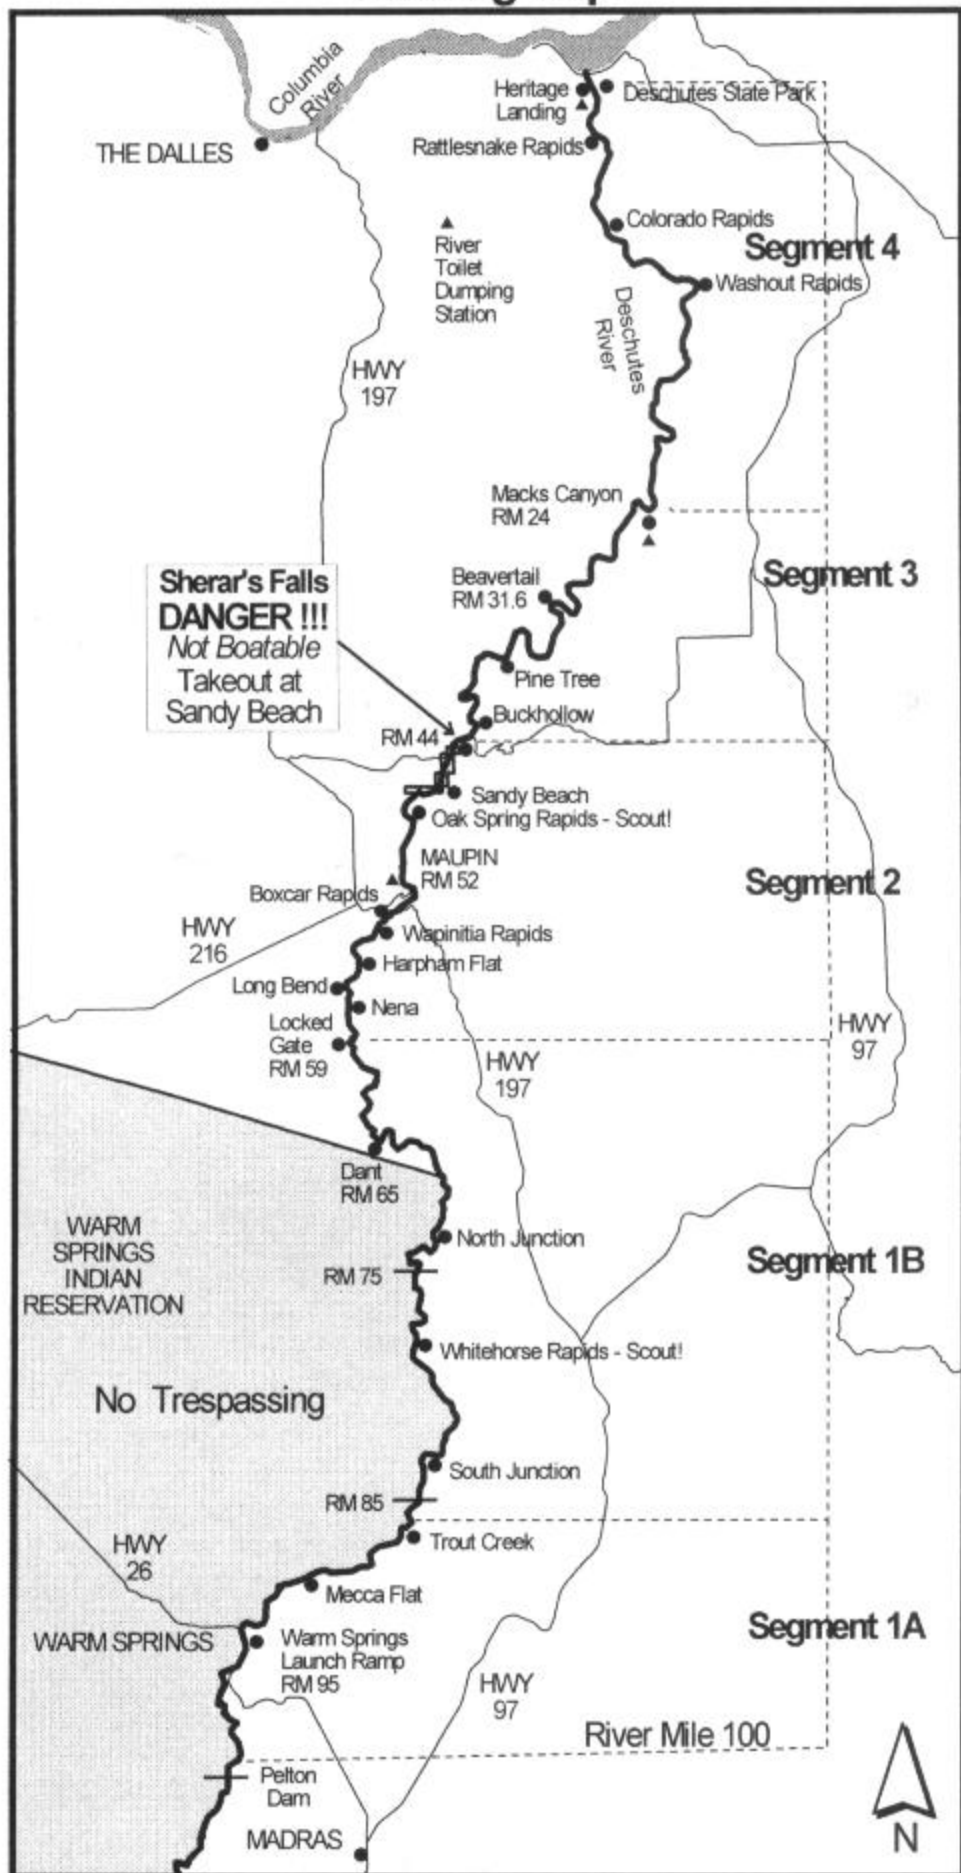 Columbia
River
THE DALLES
Heritage
Landing
Deschutes State Park
Rattlesnake Rapids
Colorado Rapids
River
Toilet
Dumping
Station
Segment 4
Washout Rapids
Deschutes
River
HWY
197
Macks Canyon
RM 24
Sherar's Falls
DANGER !!!
Not Boatable
Takeout at
Sandy Beach
Beavertail
RM 31.6
Segment 3
Pine Tree
Buckhollow
RM 44
Sandy Beach
Oak Spring Rapids - Scout!
MAUPIN
RM 52
Segment 2
Boxcar Rapids
HWY
216
Wapinitia Rapids
Harpham Flat
Long Bend
Nena
Locked
Gate
RM 59
HWY
97
HWY
197
Dant
RM 65
WARM
SPRINGS
INDIAN
RESERVATION
North Junction
RM 75
Segment 1B
Whitehorse Rapids - Scout!
No Trespassing
South Junction
RM 85
HWY
26
Trout Creek
Mecca Flat
WARM SPRINGS
Warm Springs
Launch Ramp
RM 95
Segment 1A
HWY
97
River Mile 100
Pelton
Dam
MADRAS
N